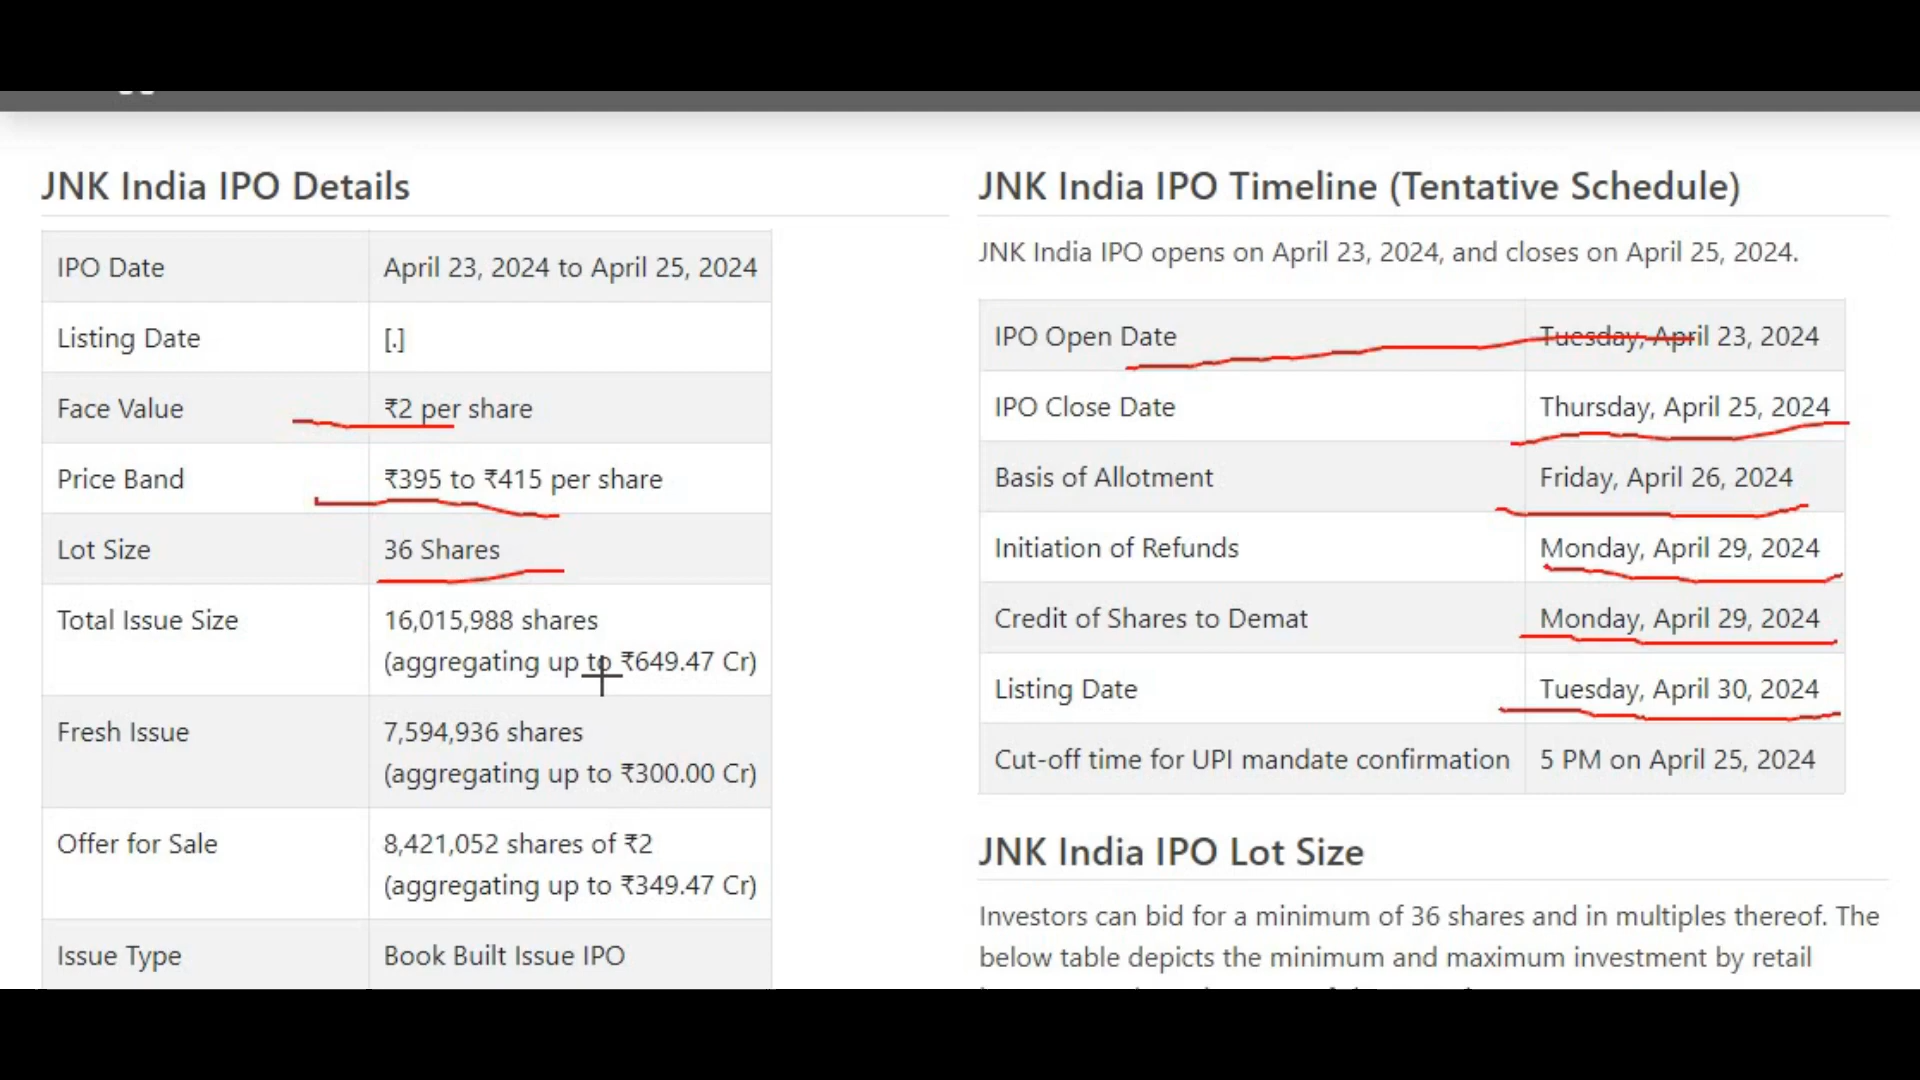 JNK India IPO Details
IPO Date April 23, 2024 to April 25, 2024
Listing Date [.]
Face Value ₹2 per share
Price Band ₹395 to ₹415 per share
Lot Size 36 Shares
Total Issue Size 16,015,988 shares
(aggregating up to ₹649.47 Cr)
Fresh Issue 7,594,936 shares
(aggregating up to ₹300.00 Cr)
Offer for Sale 8,421,052 shares of ₹2
(aggregating up to ₹349.47 Cr)
Issue Type Book Built Issue IPO
JNK India IPO Timeline (Tentative Schedule)
JNK India IPO opens on April 23, 2024, and closes on April 25, 2024.
IPO Open Date Tuesday, April 23, 2024
IPO Close Date Thursday, April 25, 2024
Basis of Allotment Friday, April 26, 2024
Initiation of Refunds Monday, April 29, 2024
Credit of Shares to Demat Monday, April 29, 2024
Listing Date Tuesday, April 30, 2024
Cut-off time for UPI mandate confirmation 5 PM on April 25, 2024
JNK India IPO Lot Size
Investors can bid for a minimum of 36 shares and in multiples thereof. The
below table depicts the minimum and maximum investment by retail